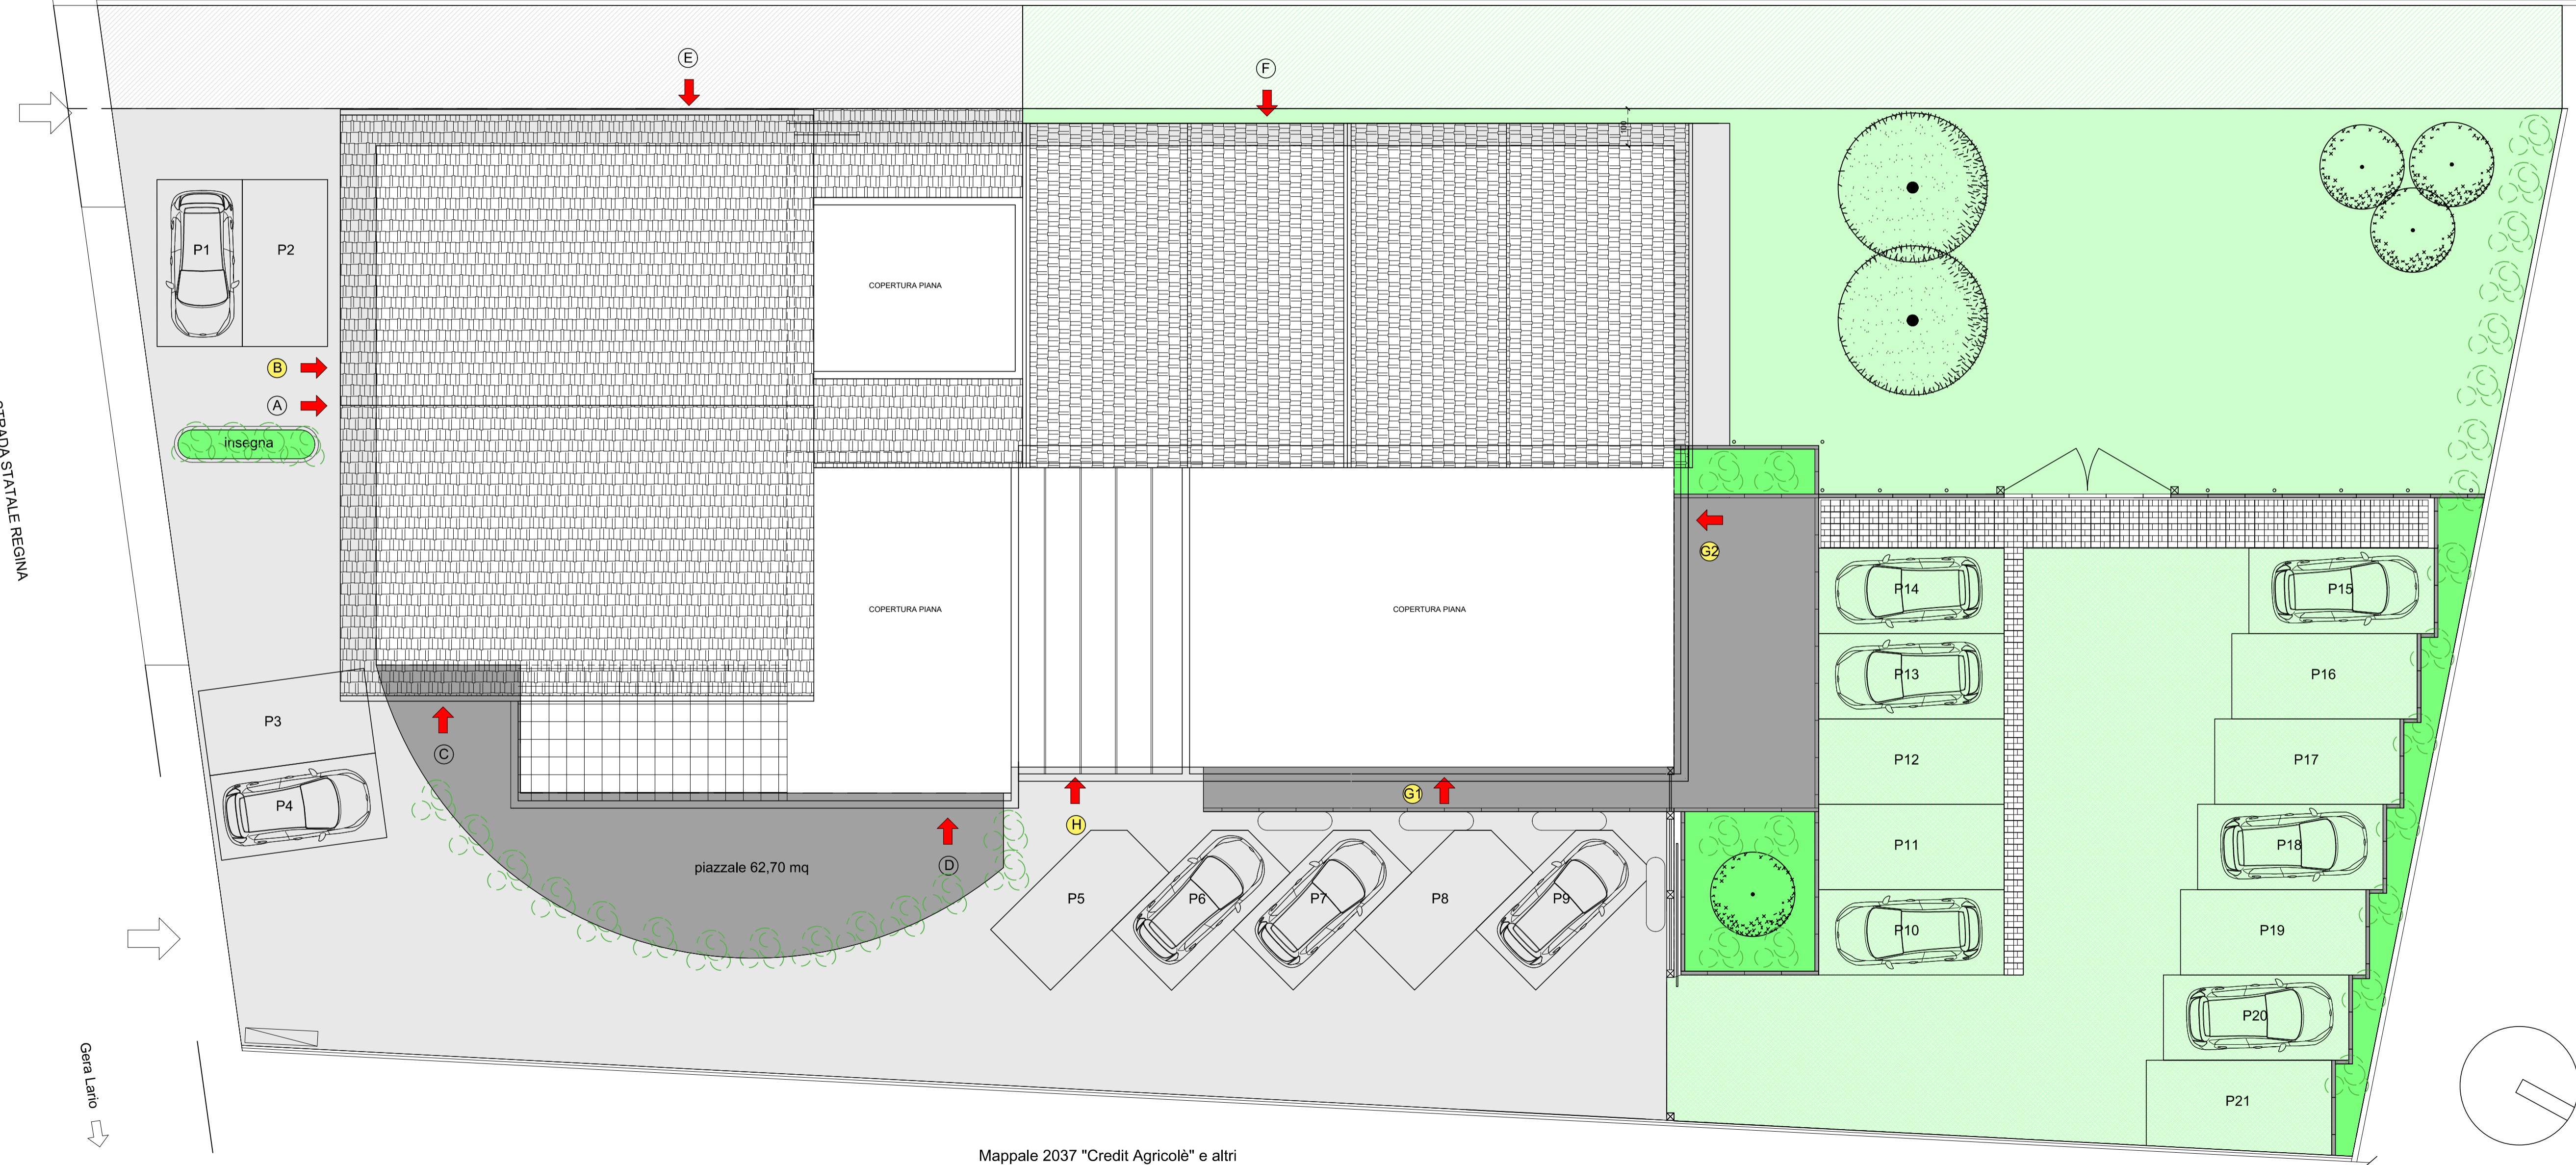 E
F
100
P1
P2
COPERTURA PIANA
B
A
insegna
STRADA STATALE REGINA
G2
COPERTURA PIANA
COPERTURA PIANA
P14
P15
P13
P16
P3
C
P12
P17
P4
G1
H
D
piazzale 62,70 mq
P11
P18
P5
P6
P7
P8
P9
P10
P19
P20
Gera Lario
P21
Mappale 2037 "Credit Agricolè" e altri